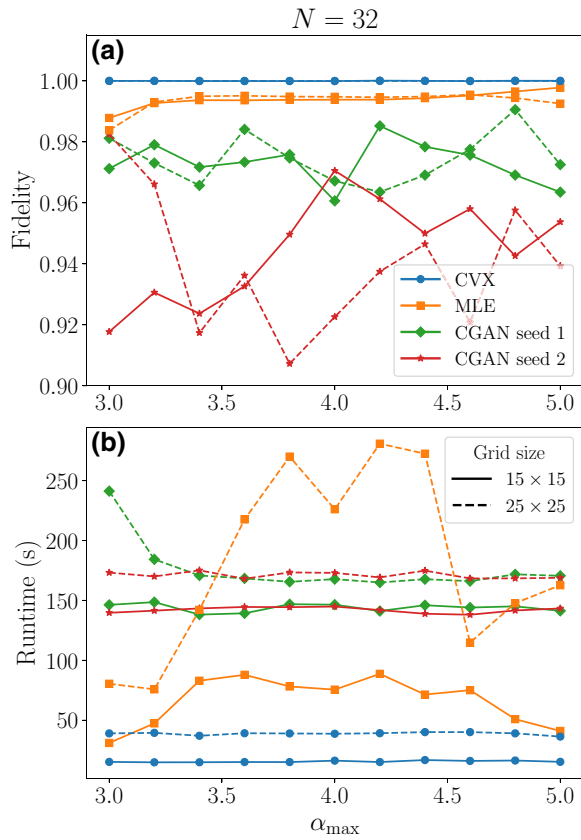 N = 32
(a)
1.00
0.98
0.96
0.94
0.92
0.90
Fidelity
CVX
MLE
CGAN seed 1
CGAN seed 2
3.0 3.5 4.0 4.5 5.0
(b)
250
200
150
100
50
Runtime (s)
Grid size
15 × 15
25 × 25
3.0 3.5 4.0 4.5 5.0
α_max